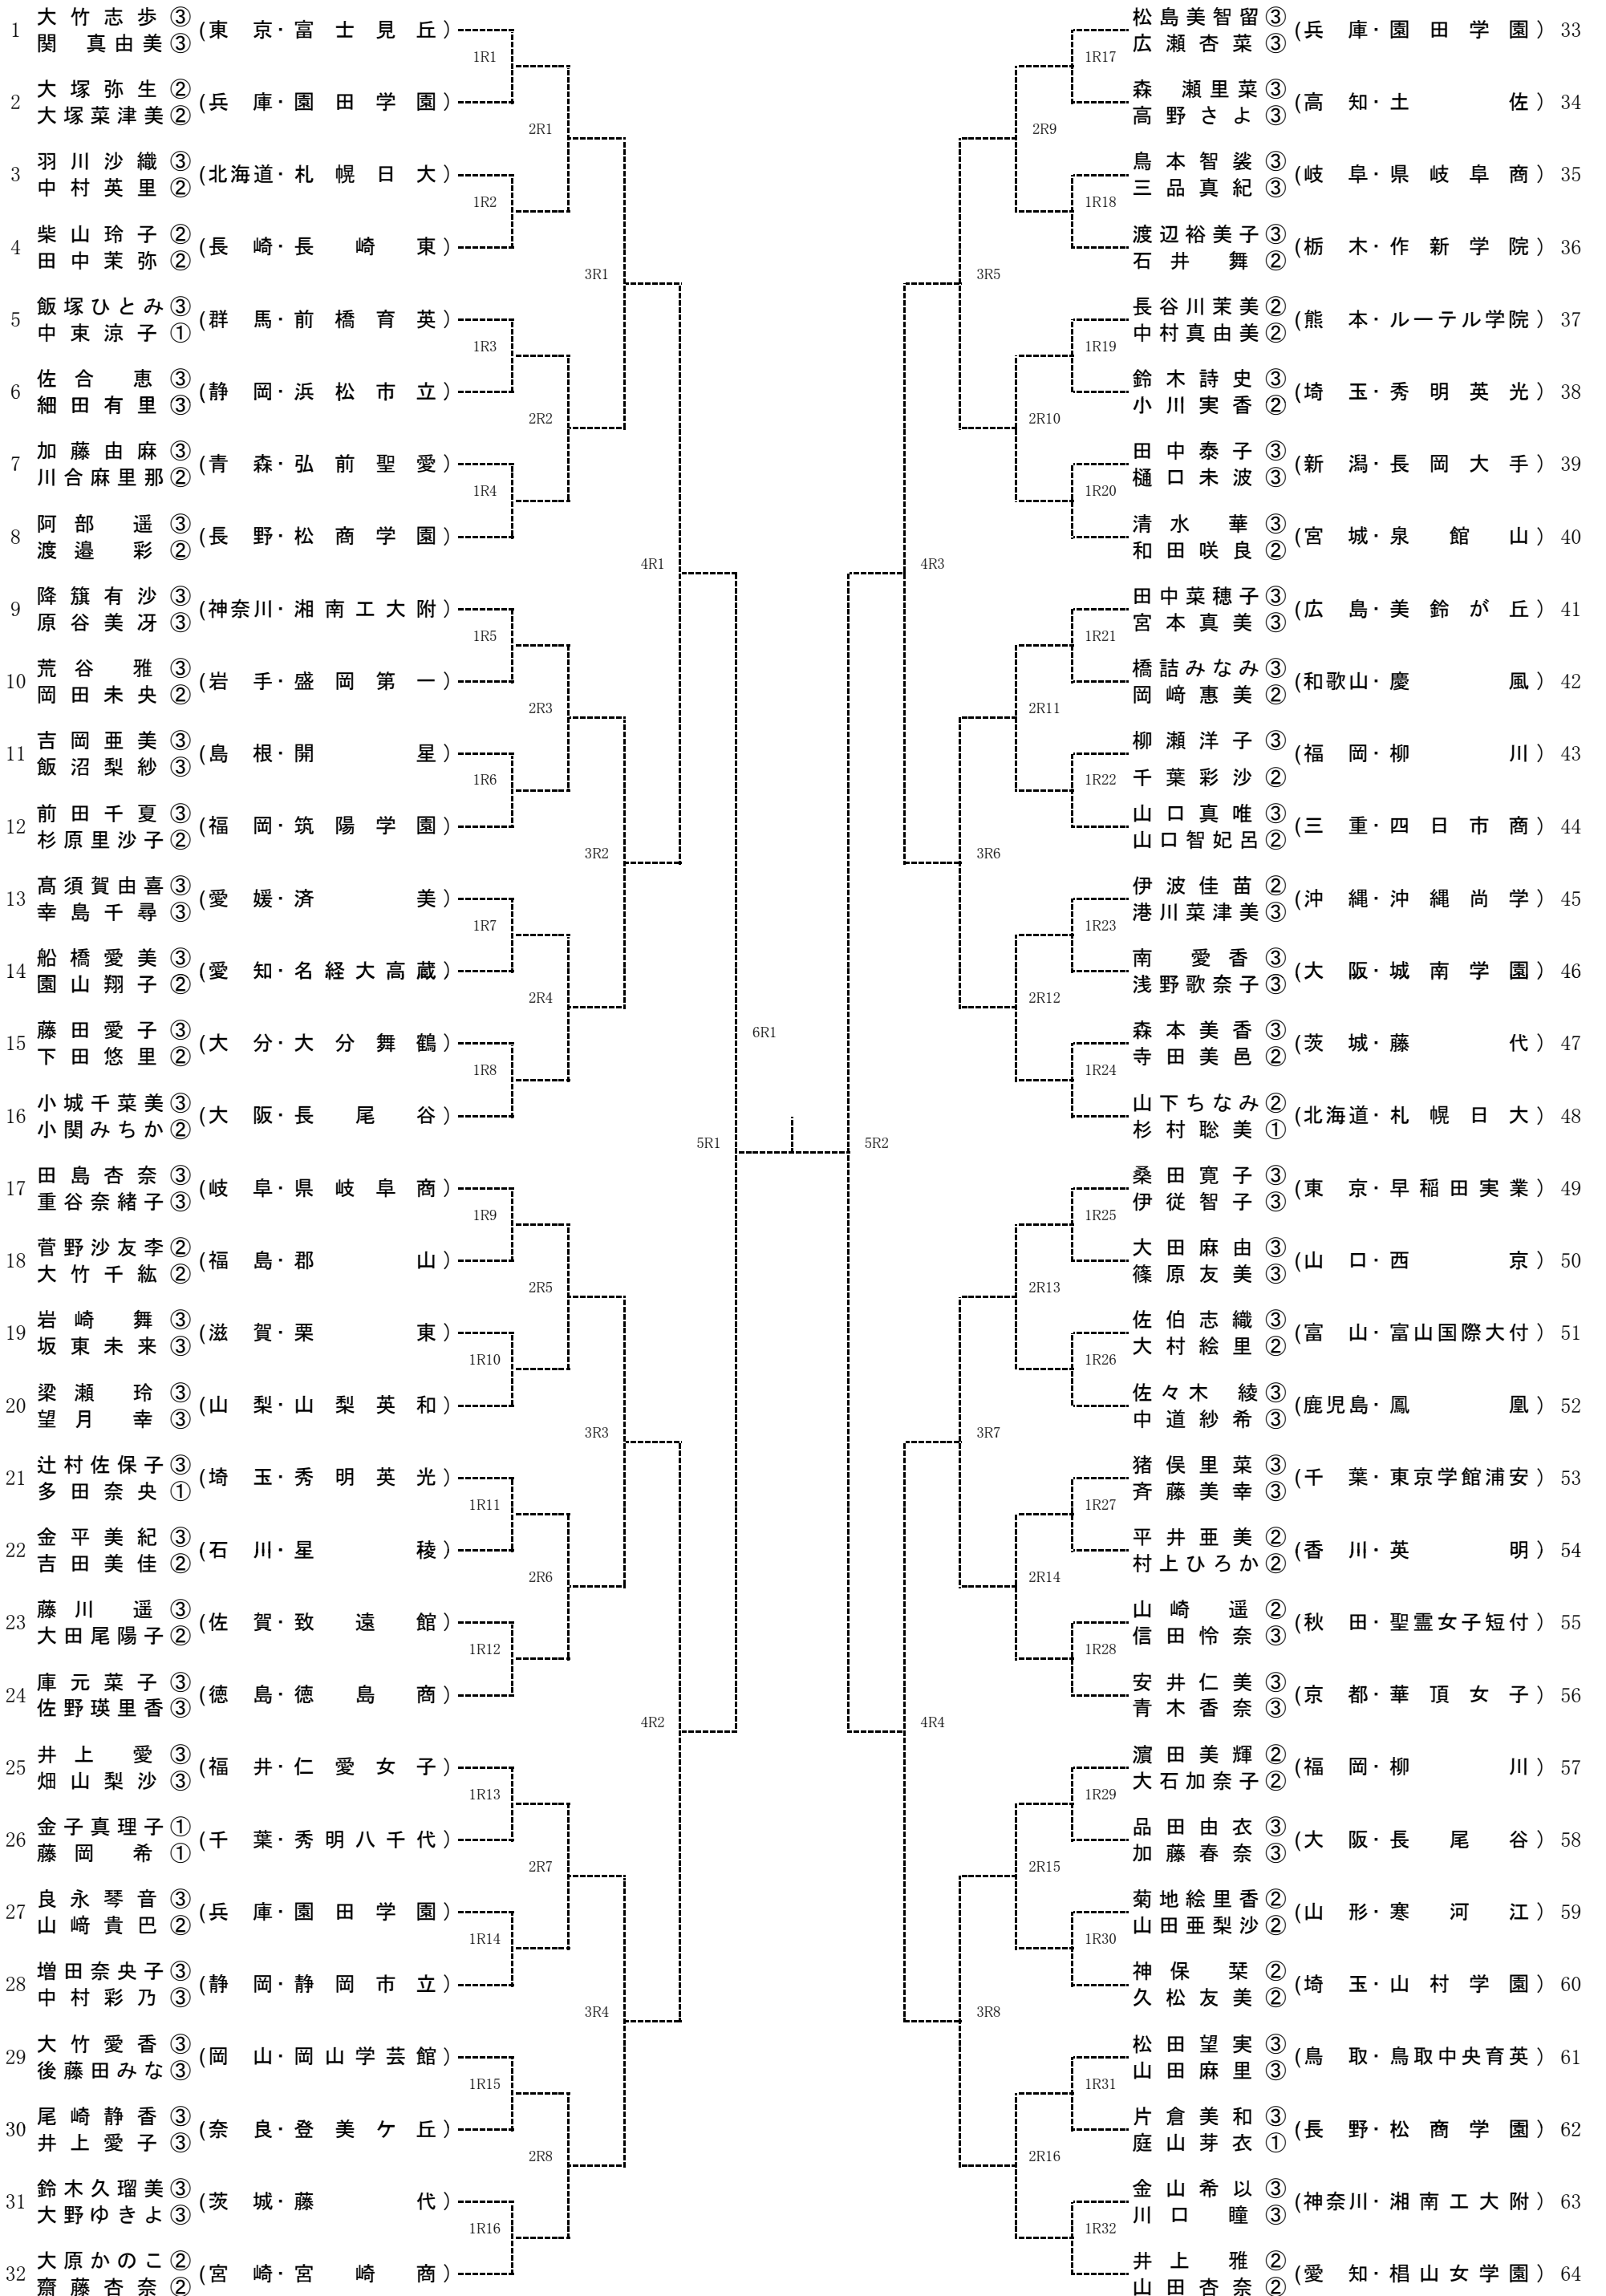 1 大竹志歩③ (東京・富士見丘)
関真由美③
1R1
2 大塚弥生② (兵庫・園田学園)
大塚菜津美②
2R1
3 羽川沙織③ (北海道・札幌日大)
中村英里②
1R2
4 柴山玲子② (長崎・長崎東)
田中茉弥②
3R1
5 飯塚ひとみ③ (群馬・前橋育英)
中東涼子①
1R3
6 佐合恵③ (静岡・浜松市立)
細田有里③
2R2
7 加藤由麻③ (青森・弘前聖愛)
川合麻里那②
1R4
8 阿部遥③ (長野・松商学園)
渡邉彩②
4R1
9 降簱有沙③ (神奈川・湘南工大附)
原谷美冴③
1R5
10 荒谷雅③ (岩手・盛岡第一)
岡田未央②
2R3
11 吉岡亜美③ (島根・開星)
飯沼梨紗③
1R6
12 前田千夏③ (福岡・筑陽学園)
杉原里沙子②
3R2
13 髙須賀由喜③ (愛媛・済美)
幸島千尋③
1R7
14 船橋愛美③ (愛知・名経大高蔵)
園山翔子②
2R4
15 藤田愛子③ (大分・大分舞鶴)
下田悠里②
1R8
16 小城千菜美③ (大阪・長尾谷)
小関みちか②
5R1
6R1
17 田島杏奈③ (岐阜・県岐阜商)
重谷奈緒子③
1R9
18 菅野沙友李② (福島・郡山)
大竹千紘②
2R5
19 岩崎舞③ (滋賀・栗東)
坂東未来③
1R10
20 梁瀬玲③ (山梨・山梨英和)
望月幸③
3R3
21 辻村佐保子③ (埼玉・秀明英光)
多田奈央①
1R11
22 金平美紀③ (石川・星稜)
吉田美佳②
2R6
23 藤川遥③ (佐賀・致遠館)
大田尾陽子②
1R12
24 庫元菜子③ (徳島・徳島商)
佐野瑛里香③
4R2
25 井上愛③ (福井・仁愛女子)
畑山梨沙③
1R13
26 金子真理子① (千葉・秀明八千代)
藤岡希①
2R7
27 良永琴音③ (兵庫・園田学園)
山﨑貴巴②
1R14
28 増田奈央子③ (静岡・静岡市立)
中村彩乃③
3R4
29 大竹愛香③ (岡山・岡山学芸館)
後藤田みな③
1R15
30 尾崎静香③ (奈良・登美ケ丘)
井上愛子③
2R8
31 鈴木久瑠美③ (茨城・藤代)
大野ゆきよ③
1R16
32 大原かのこ② (宮崎・宮崎商)
齋藤杏奈②
松島美智留③ (兵庫・園田学園) 33
広瀬杏菜③
1R17
森瀬里菜③ (高知・土佐) 34
高野さよ③
2R9
鳥本智裟③ (岐阜・県岐阜商) 35
三品真紀③
1R18
渡辺裕美子③ (栃木・作新学院) 36
石井舞②
3R5
長谷川茉美② (熊本・ルーテル学院) 37
中村真由美②
1R19
鈴木詩史③ (埼玉・秀明英光) 38
小川実香②
2R10
田中泰子③ (新潟・長岡大手) 39
樋口未波③
1R20
清水華③ (宮城・泉館山) 40
和田咲良②
4R3
田中菜穂子③ (広島・美鈴が丘) 41
宮本真美③
1R21
橋詰みなみ③ (和歌山・慶風) 42
岡﨑恵美②
2R11
柳瀬洋子③ (福岡・柳川) 43
千葉彩沙②
1R22
山口真唯③ (三重・四日市商) 44
山口智妃呂②
3R6
伊波佳苗② (沖縄・沖縄尚学) 45
港川菜津美③
1R23
南愛香③ (大阪・城南学園) 46
浅野歌奈子③
2R12
森本美香③ (茨城・藤代) 47
寺田美邑②
1R24
山下ちなみ② (北海道・札幌日大) 48
杉村聡美①
5R2
桑田寛子③ (東京・早稲田実業) 49
伊従智子③
1R25
大田麻由③ (山口・西京) 50
篠原友美③
2R13
佐伯志織③ (富山・富山国際大付) 51
大村絵里②
1R26
佐々木綾③ (鹿児島・鳳凰) 52
中道紗希③
3R7
猪俣里菜③ (千葉・東京学館浦安) 53
斉藤美幸③
1R27
平井亜美② (香川・英明) 54
村上ひろか②
2R14
山崎遥② (秋田・聖霊女子短付) 55
信田怜奈③
1R28
安井仁美③ (京都・華頂女子) 56
青木香奈③
4R4
濵田美輝② (福岡・柳川) 57
大石加奈子②
1R29
品田由衣③ (大阪・長尾谷) 58
加藤春奈③
2R15
菊地絵里香② (山形・寒河江) 59
山田亜梨沙②
1R30
神保栞② (埼玉・山村学園) 60
久松友美②
3R8
松田望実③ (鳥取・鳥取中央育英) 61
山田麻里③
1R31
片倉美和③ (長野・松商学園) 62
庭山芽衣①
2R16
金山希以③ (神奈川・湘南工大附) 63
川口瞳③
1R32
井上雅② (愛知・椙山女学園) 64
山田杏奈②